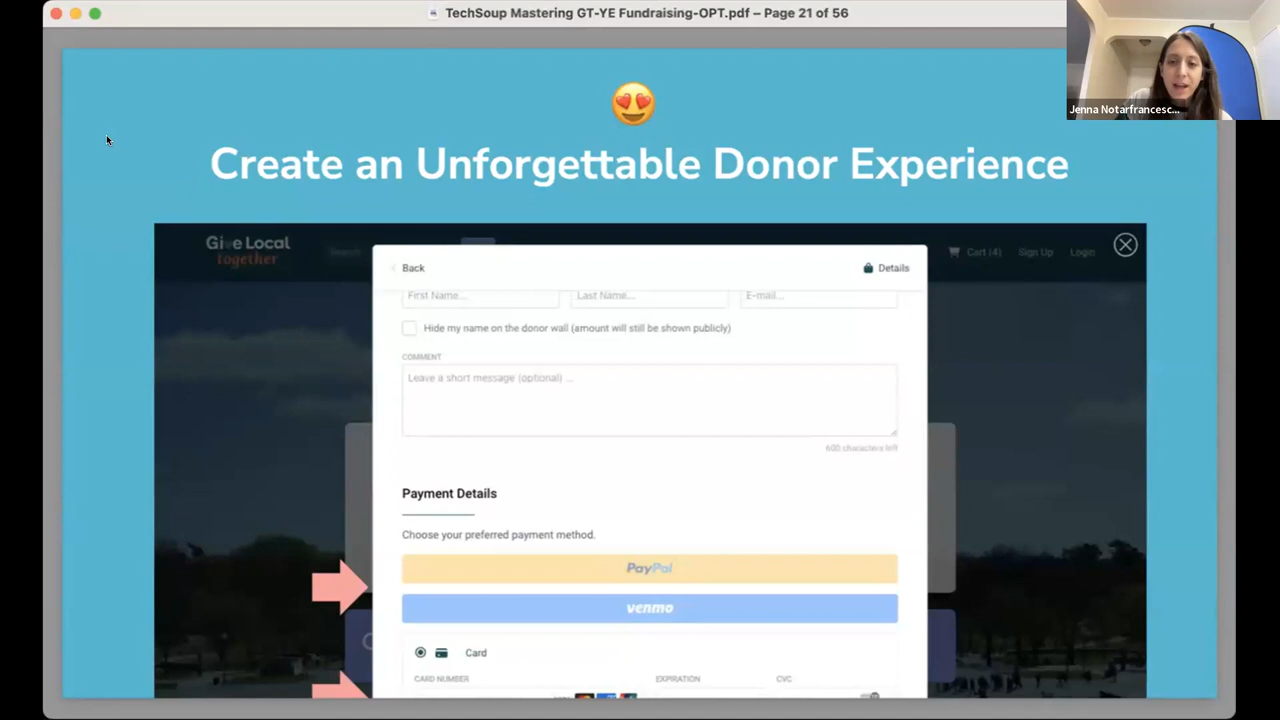 TechSoup Mastering GT-YE Fundraising-OPT.pdf – Page 21 of 56
Jenna Notarfrancesc...
Create an Unforgettable Donor Experience
Give Local
together
Search
Cart (4)
Sign Up
Login
Back
Details
First Name...
Last Name...
E-mail...
Hide my name on the donor wall (amount will still be shown publicly)
COMMENT
Leave a short message (optional) ...
600 characters left
Payment Details
Choose your preferred payment method.
PayPal
venmo
Card
CARD NUMBER
EXPIRATION
CVC